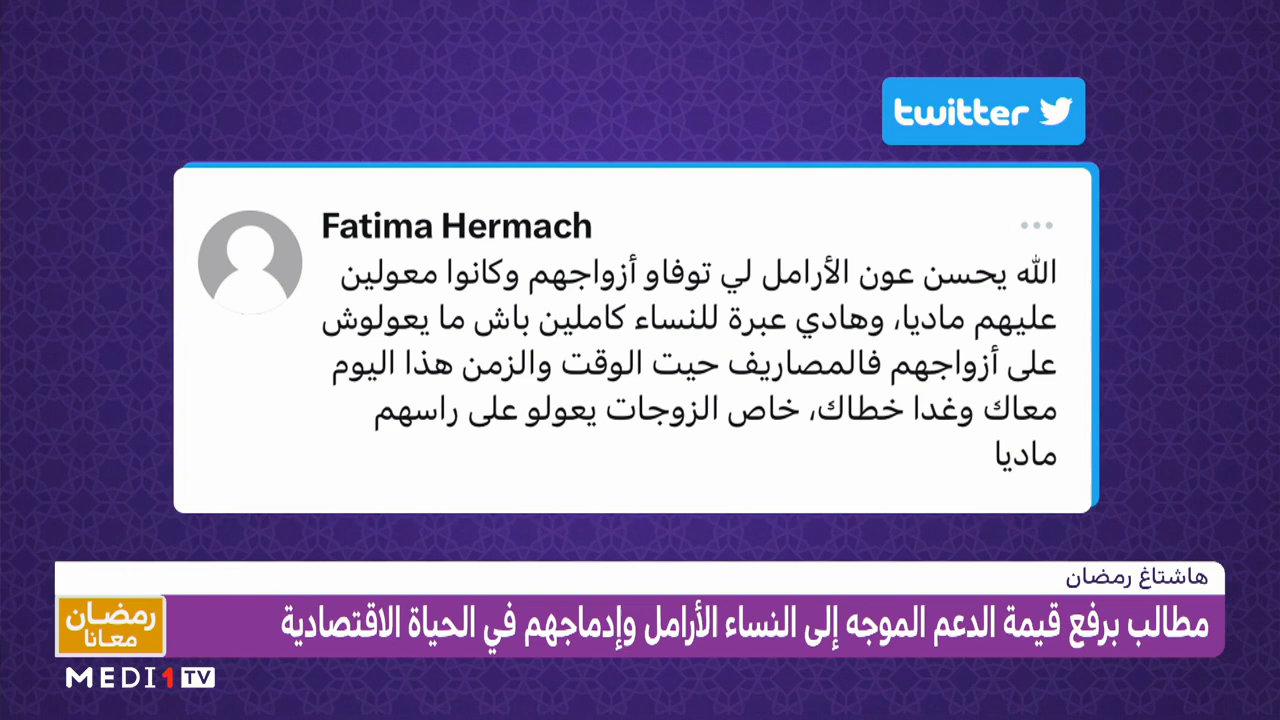 twitter
Fatima Hermach
الله يحسن عون الأرامل لي توفاو أزواجهم وكانوا معولين
عليهم ماديا، وهادي عبرة للنساء كاملين باش ما يعولوش
على أزواجهم فالمصاريف حيت الوقت والزمن هذا اليوم
معاك وغدا خطاك، خاص الزوجات يعولو على راسهم
ماديا
هاشتاغ رمضان
مطالب برفع قيمة الدعم الموجه إلى النساء الأرامل وإدماجهم في الحياة الاقتصادية
رمضان
معانا
MEDI1TV